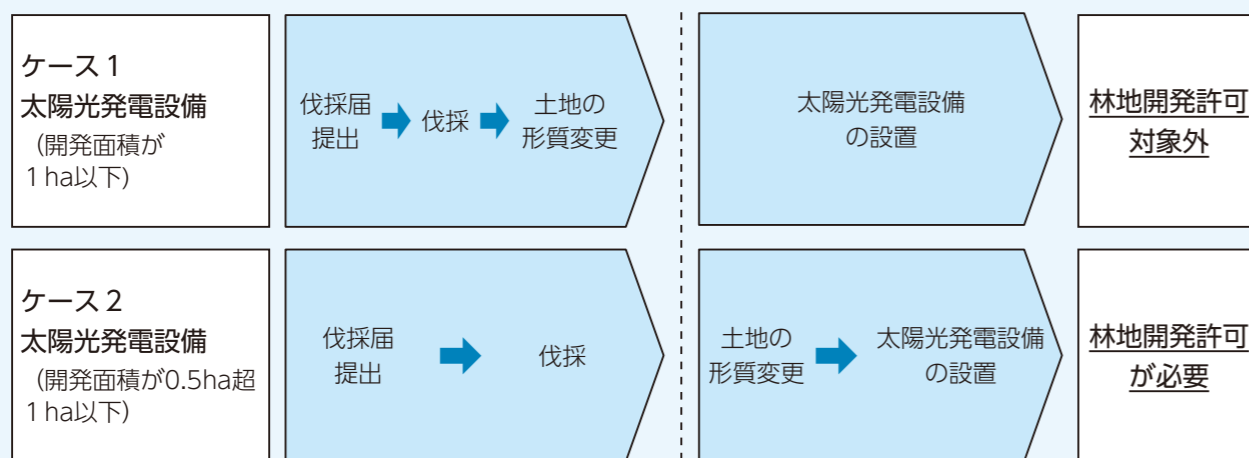 ケース1
太陽光発電設備
（開発面積が
1ha以下）
伐採届
提出
伐採
土地の
形質変更
太陽光発電設備
の設置
林地開発許可
対象外
ケース2
太陽光発電設備
（開発面積が0.5ha超
1ha以下）
伐採届
提出
伐採
土地の
形質変更
太陽光発電設備
の設置
林地開発許可
が必要